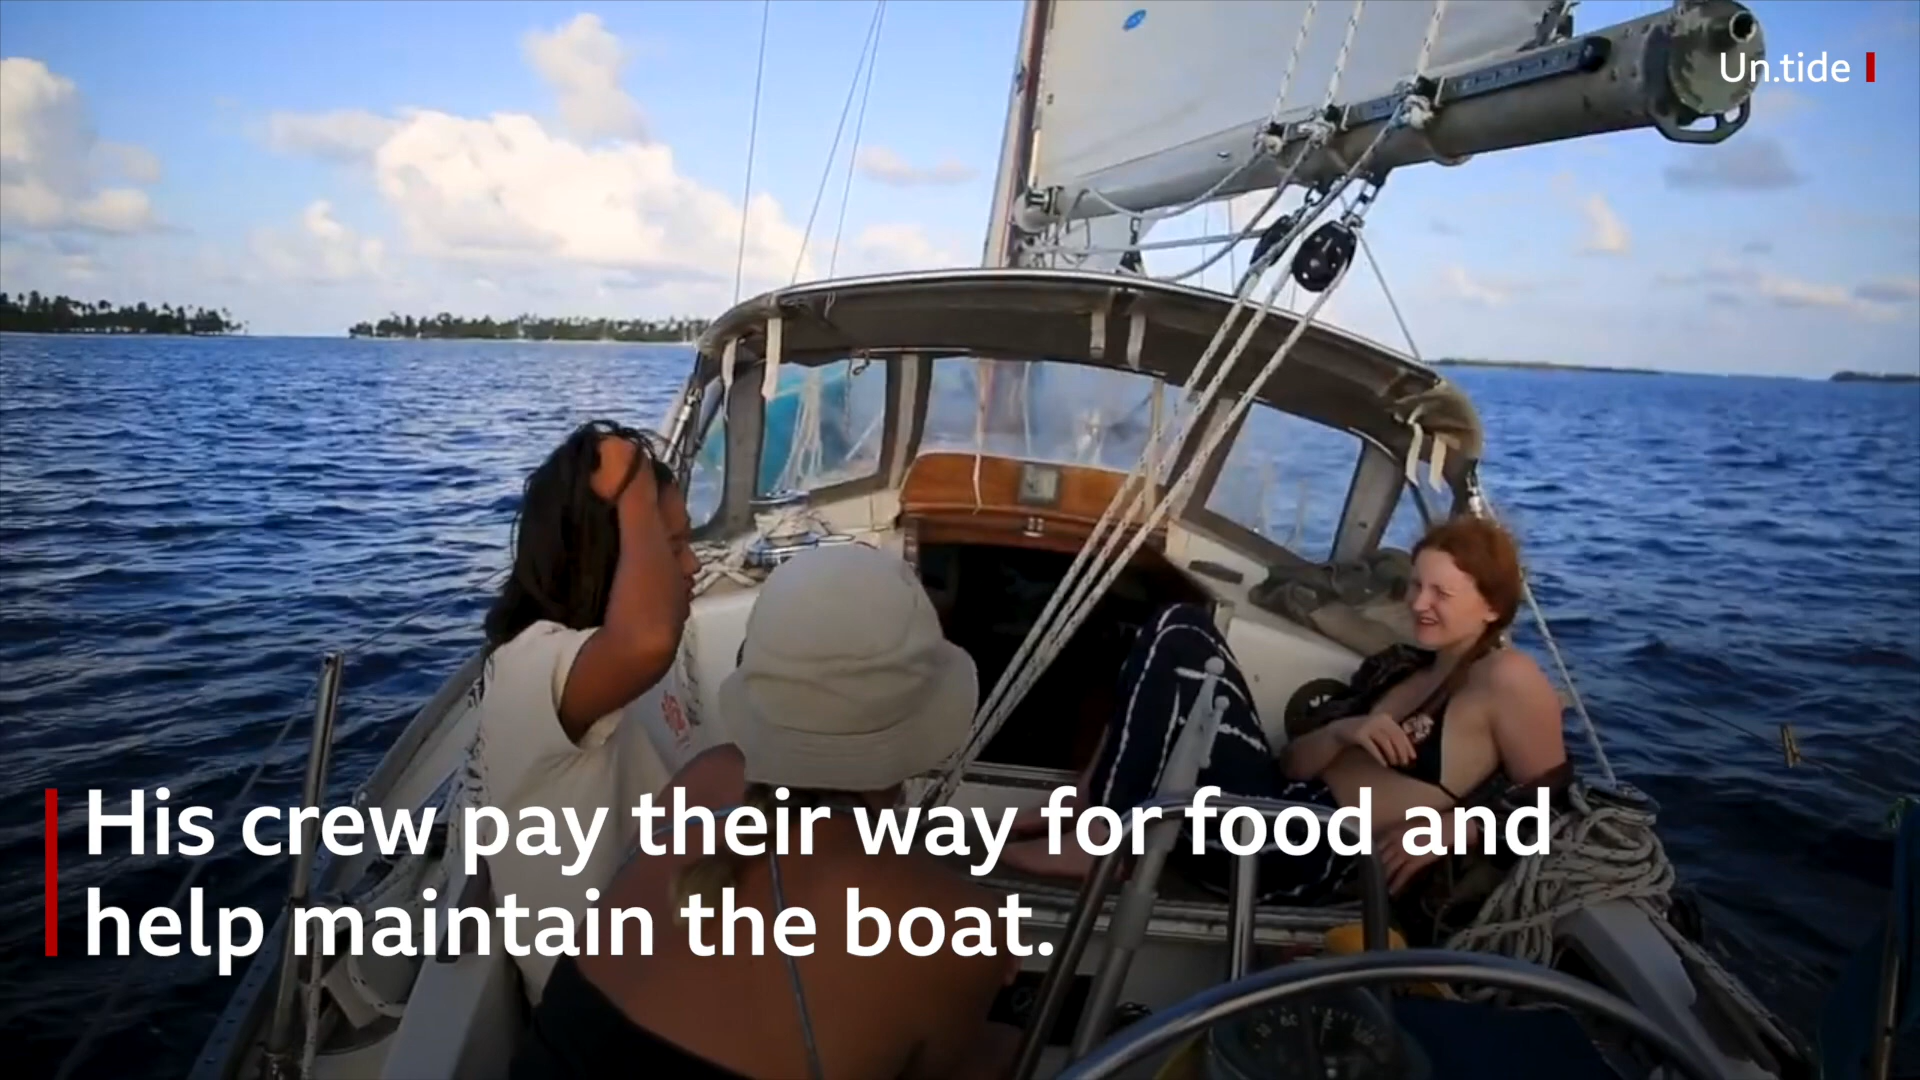 Un.tide
His crew pay their way for food and
help maintain the boat.